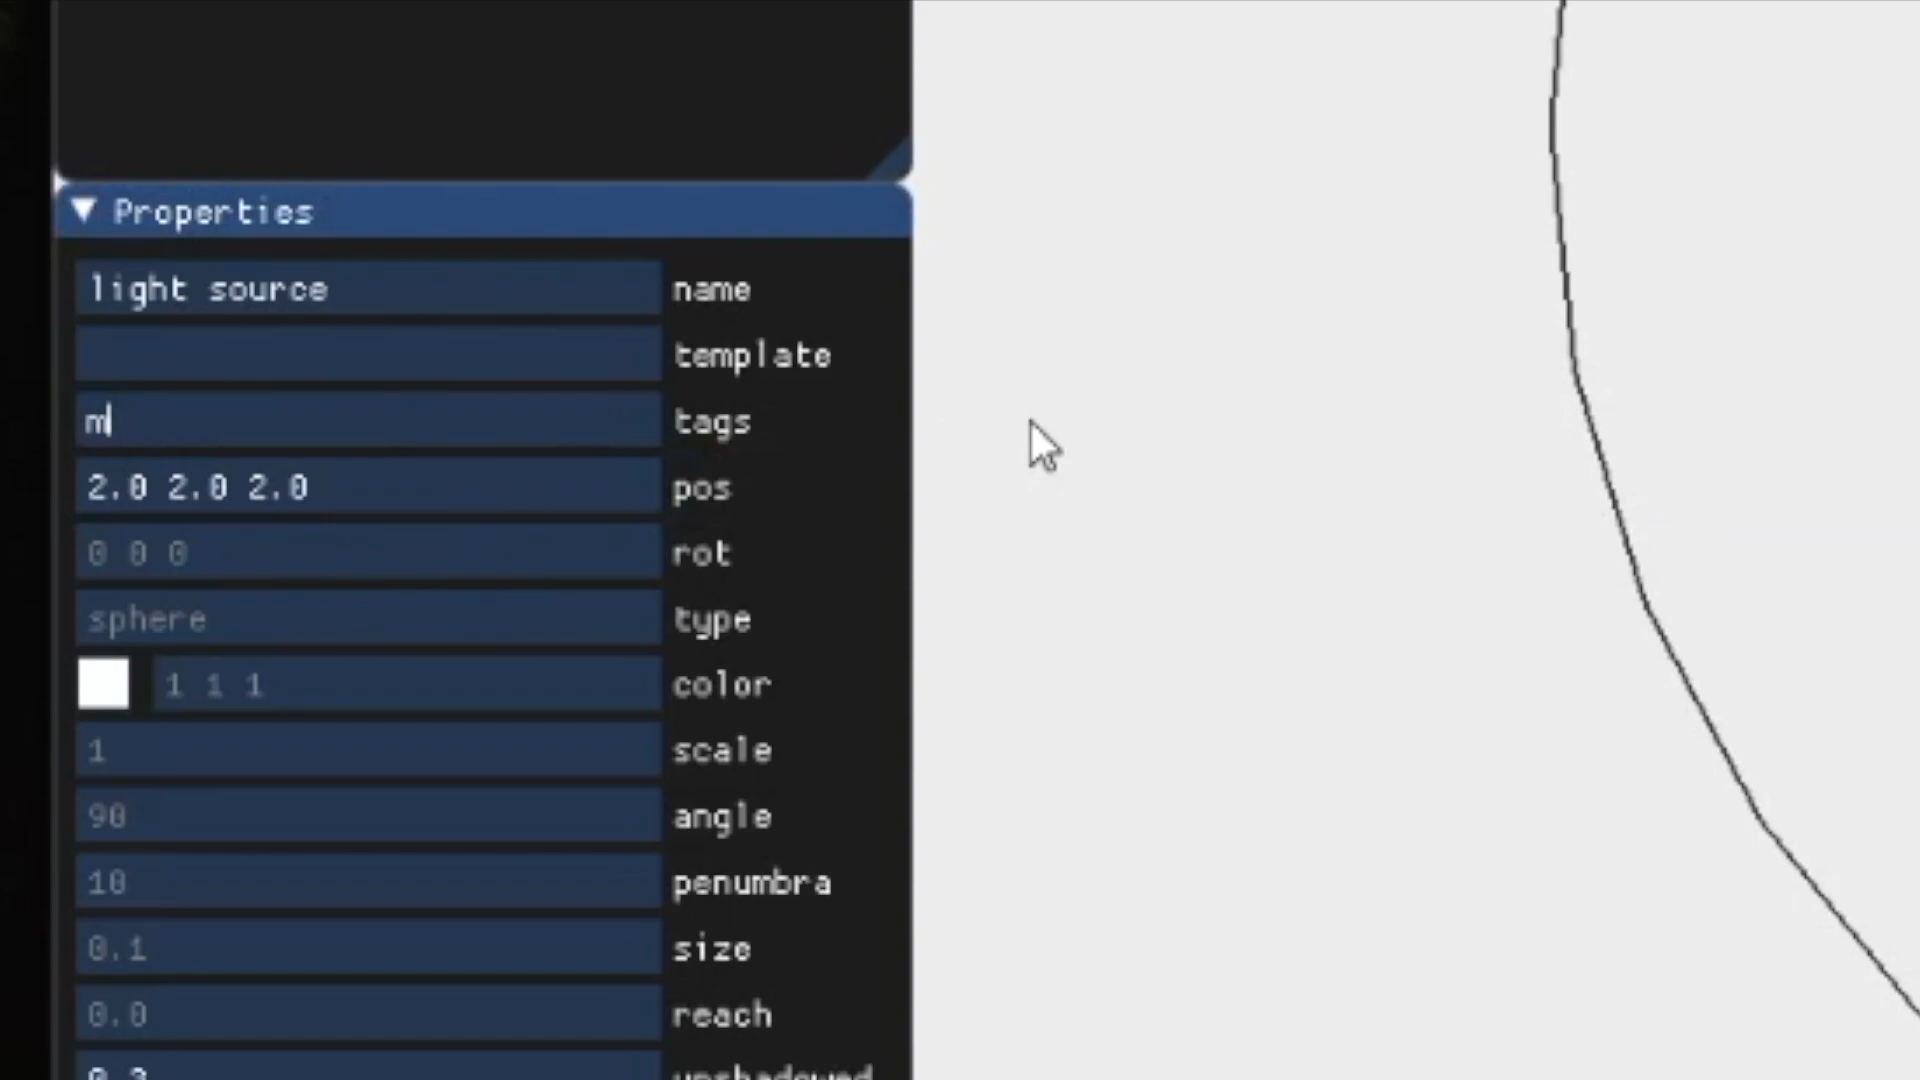 ▼ Properties
light source name
template
m tags
2.0 2.0 2.0 pos
0 0 0 rot
sphere type
1 1 1 color
1 scale
90 angle
10 penumbra
0.1 size
0.0 reach